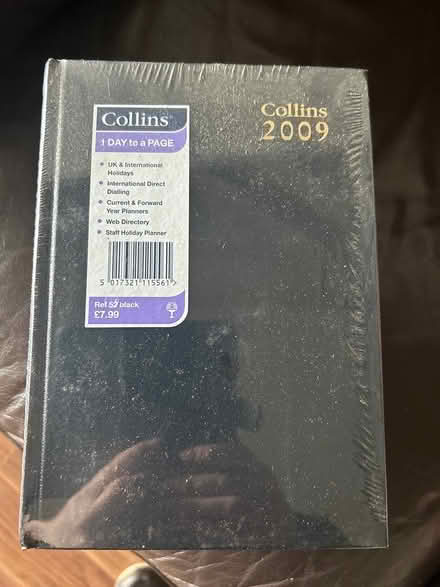 Collins
1 DAY to a PAGE
• UK & International
Holidays
• International Direct
Dialling
• Current & Forward
Year Planners
• Web Directory
• Staff Holiday Planner
5 017321 115561 >
Ref 52 black
£7.99
Collins
2009